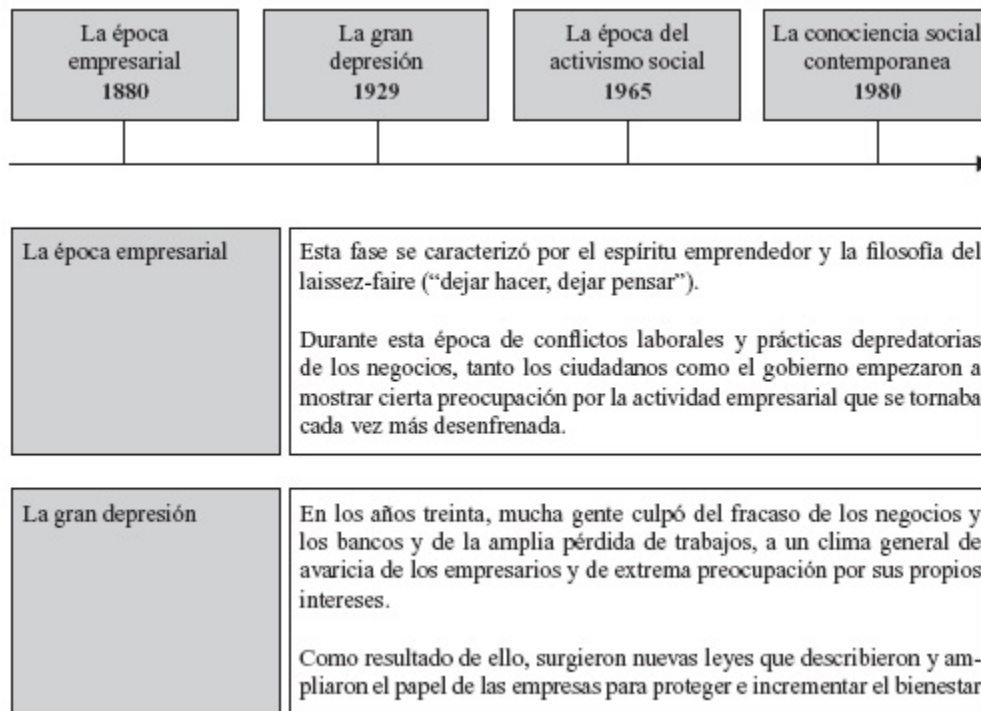 La época
empresarial
1880
La gran
depresión
1929
La época del
activismo social
1965
La conociencia social
contemporanea
1980
La época empresarial
Esta fase se caracterizó por el espíritu emprendedor y la filosofía del
laissez-faire (“dejar hacer, dejar pensar”).
Durante esta época de conflictos laborales y prácticas depredatorias
de los negocios, tanto los ciudadanos como el gobierno empezaron a
mostrar cierta preocupación por la actividad empresarial que se tornaba
cada vez más desenfrenada.
La gran depresión
En los años treinta, mucha gente culpó del fracaso de los negocios y
los bancos y de la amplia pérdida de trabajos, a un clima general de
avaricia de los empresarios y de extrema preocupación por sus propios
intereses.
Como resultado de ello, surgieron nuevas leyes que describieron y am-
pliaron el papel de las empresas para proteger e incrementar el bienestar